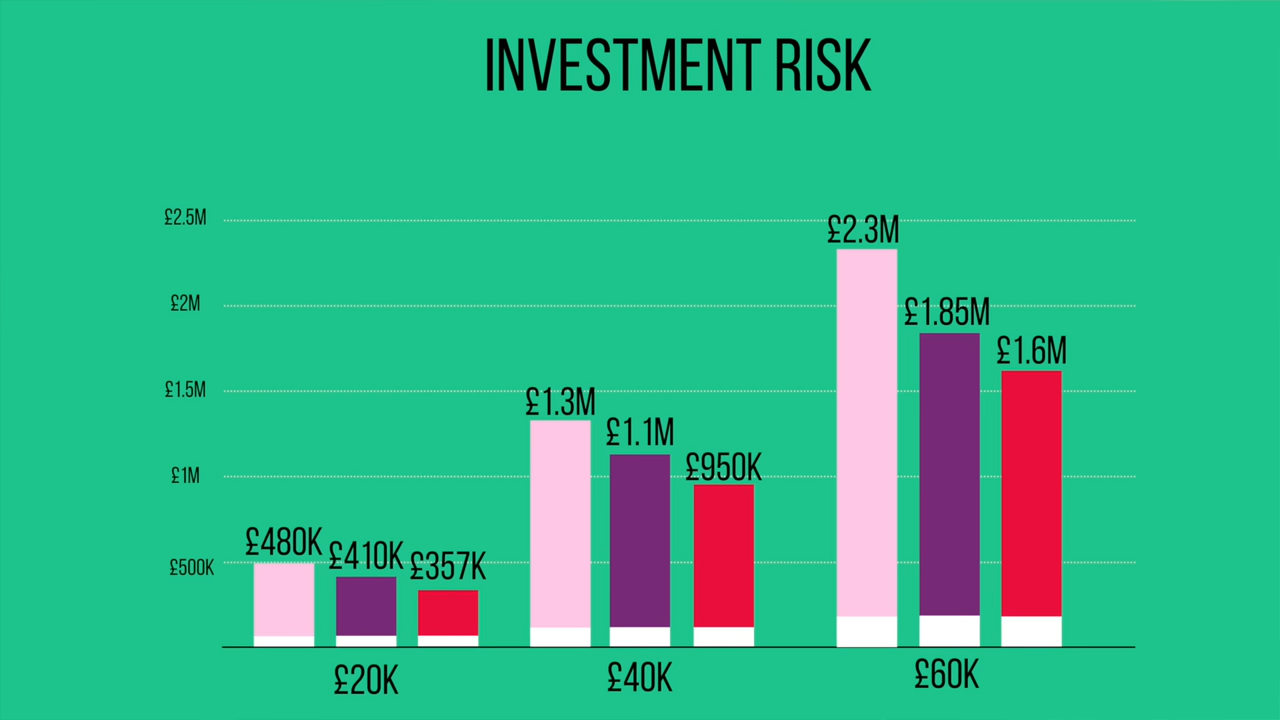 INVESTMENT RISK
£2.5M
£2M
£1.5M
£1M
£500K
£480K
£410K
£357K
£1.3M
£1.1M
£950K
£2.3M
£1.85M
£1.6M
£20K
£40K
£60K